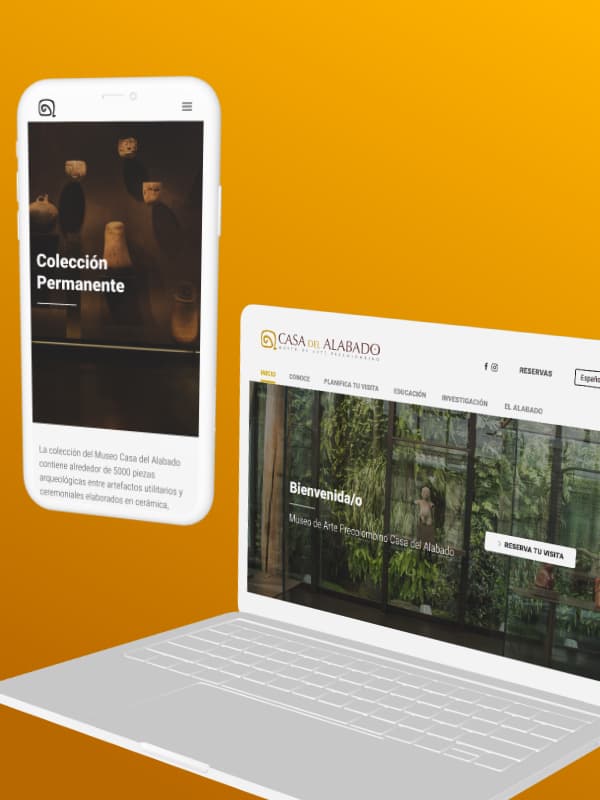 Colección
Permanente
La colección del Museo Casa del Alabado
contiene alrededor de 5000 piezas
arqueológicas entre artefactos utilitarios y
ceremoniales elaborados en cerámica,
CASA DEL ALABADO
MUSEO DE ARTE PRECOLOMBINO
f RESERVAS Españo
INICIO CONOCE PLANIFICA TU VISITA EDUCACIÓN INVESTIGACIÓN EL ALABADO
Bienvenida/o
Museo de Arte Precolombino Casa del Alabado
> RESERVA TU VISITA